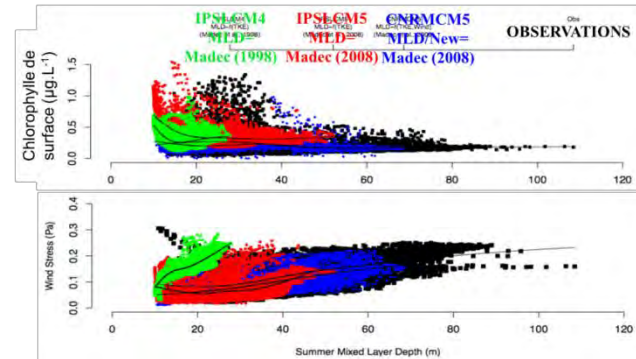 IPSLCM4 IPSLCM5 CNRMCM5
MLD= MLD= MLD/New= OBSERVATIONS
Madec (1998) Madec (2008) Madec (2008)
Obs
Chlorophylle de
surface (µg.L-1)
1.5
1.0
0.5
0.0
0 20 40 60 80 100 120
Wind Stress (Pa)
0.4
0.3
0.2
0.1
0.0
0 20 40 60 80 100 120
Summer Mixed Layer Depth (m)